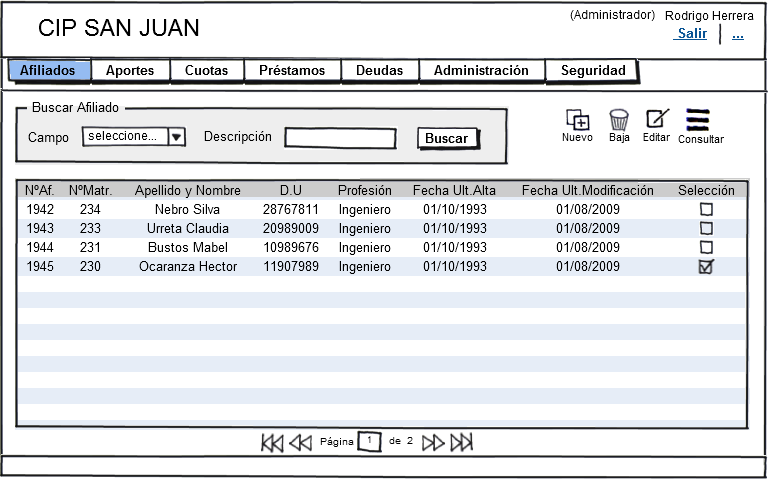 (Administrador) Rodrigo Herrera
CIP SAN JUAN
Salir | ...
Afiliados Aportes Cuotas Préstamos Deudas Administración Seguridad
Buscar Afiliado
Campo seleccione... Descripción Buscar
Nuevo Baja Editar Consultar
NºAf. NºMatr. Apellido y Nombre D.U Profesión Fecha Ult.Alta Fecha Ult.Modificación Selección
1942 234 Nebro Silva 28767811 Ingeniero 01/10/1993 01/08/2009
1943 233 Urreta Claudia 20989009 Ingeniero 01/10/1993 01/08/2009
1944 231 Bustos Mabel 10989676 Ingeniero 01/10/1993 01/08/2009
1945 230 Ocaranza Hector 11907989 Ingeniero 01/10/1993 01/08/2009
Página 1 de 2